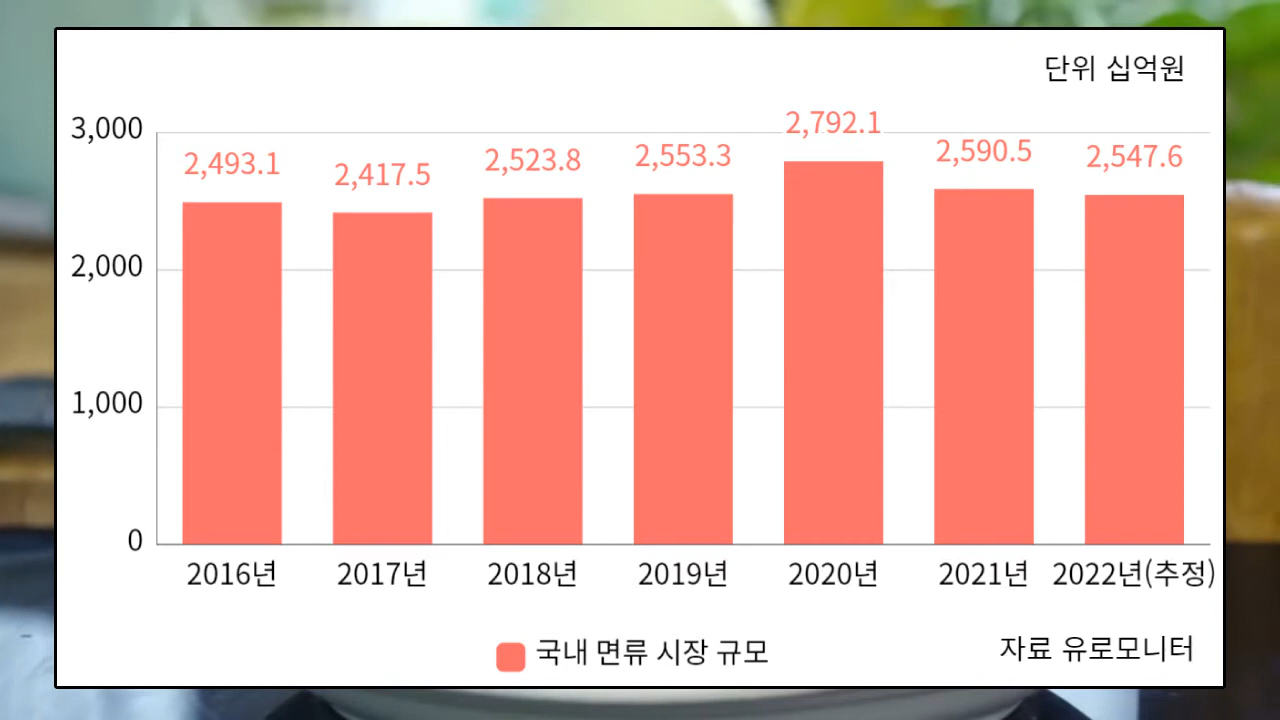 단위 십억원
3,000
2,000
1,000
0
2,493.1
2,417.5
2,523.8
2,553.3
2,792.1
2,590.5
2,547.6
2016년
2017년
2018년
2019년
2020년
2021년
2022년(추정)
국내 면류 시장 규모
자료 유로모니터